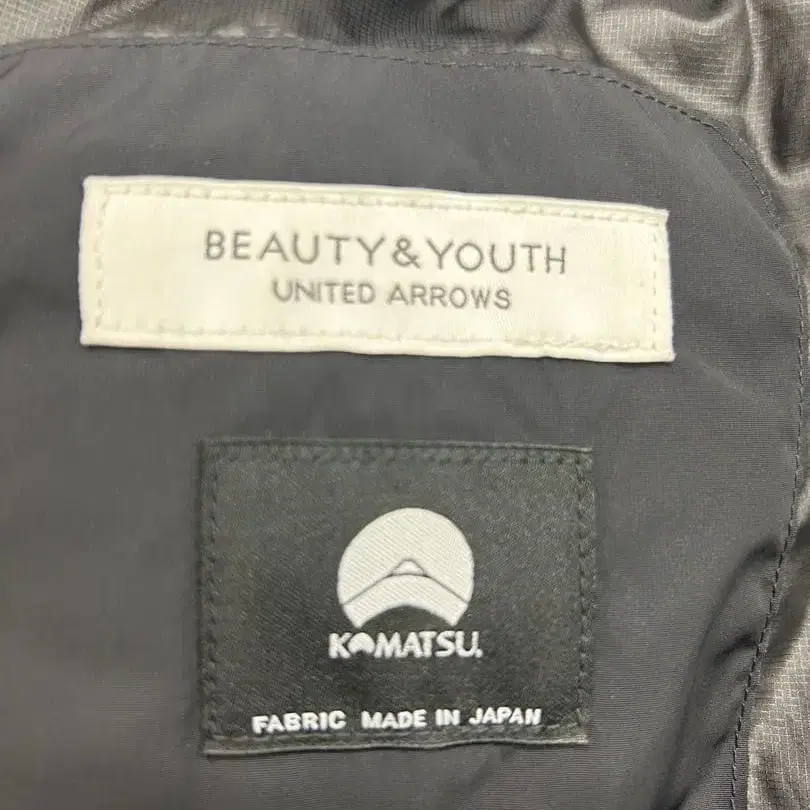 BEAUTY&YOUTH
UNITED ARROWS
KOMATSU.
FABRIC MADE IN JAPAN